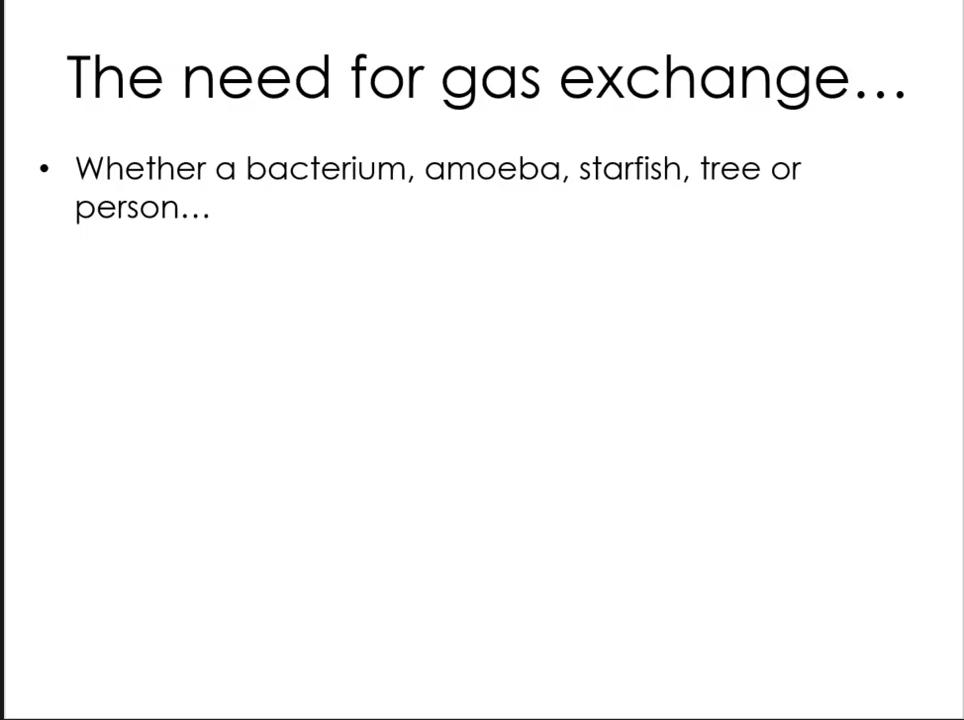 The need for gas exchange…
• Whether a bacterium, amoeba, starfish, tree or
person…